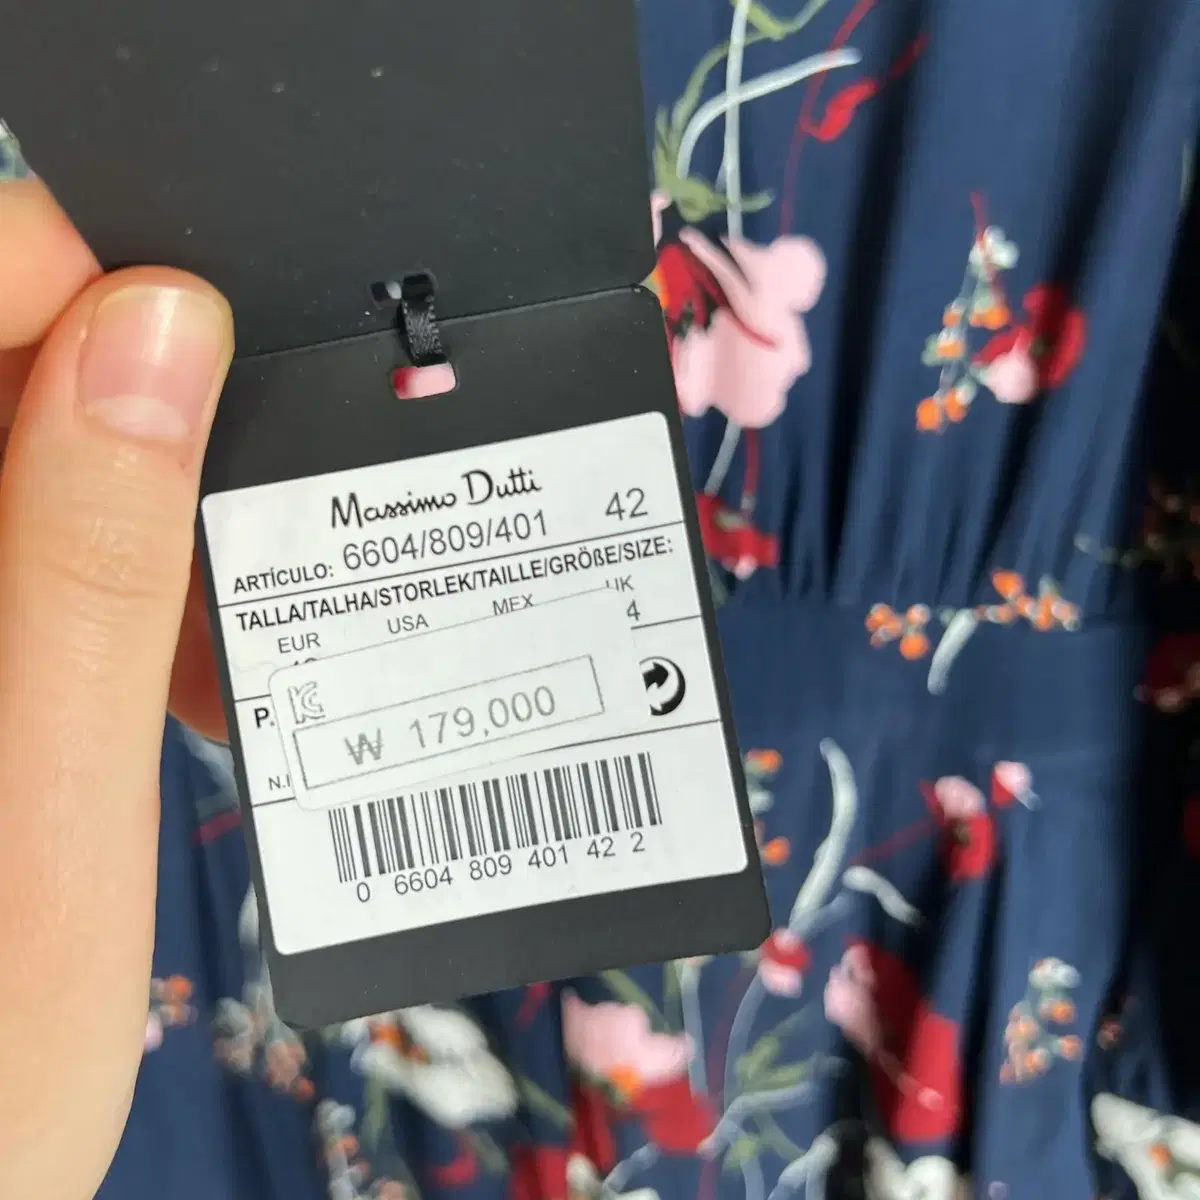 Massimo Dutti
ARTÍCULO: 6604/809/401 42
TALLA/TALHA/STORLEK/TAILLE/GRÖßE/SIZE:
EUR USA MEX UK
4
P.
₩ 179,000
N.I
0 6604 809 401 42 2